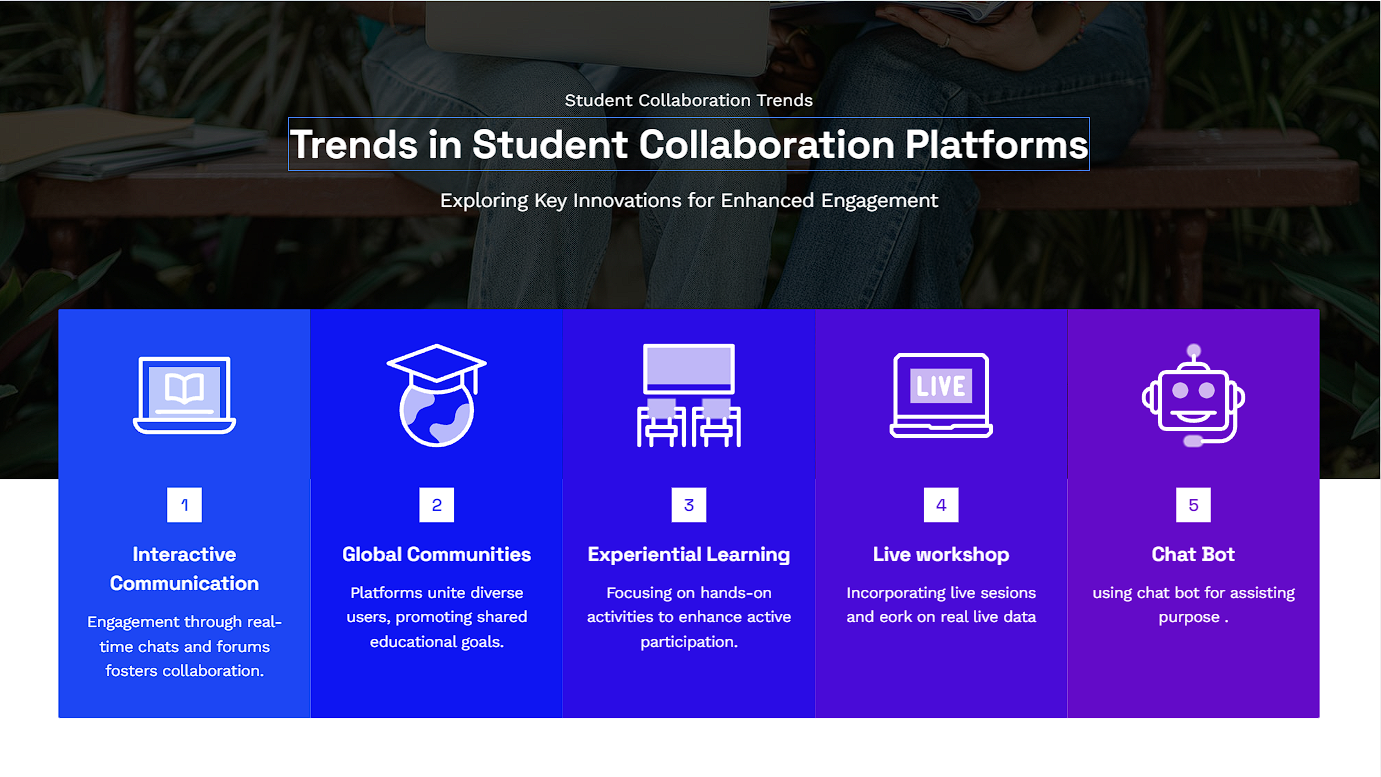 Student Collaboration Trends
Trends in Student Collaboration Platforms
Exploring Key Innovations for Enhanced Engagement
LIVE
1
Interactive
Communication
Engagement through real-
time chats and forums
fosters collaboration.
2
Global Communities
Platforms unite diverse
users, promoting shared
educational goals.
3
Experiential Learning
Focusing on hands-on
activities to enhance active
participation.
4
Live workshop
Incorporating live sesions
and eork on real live data
5
Chat Bot
using chat bot for assisting
purpose .